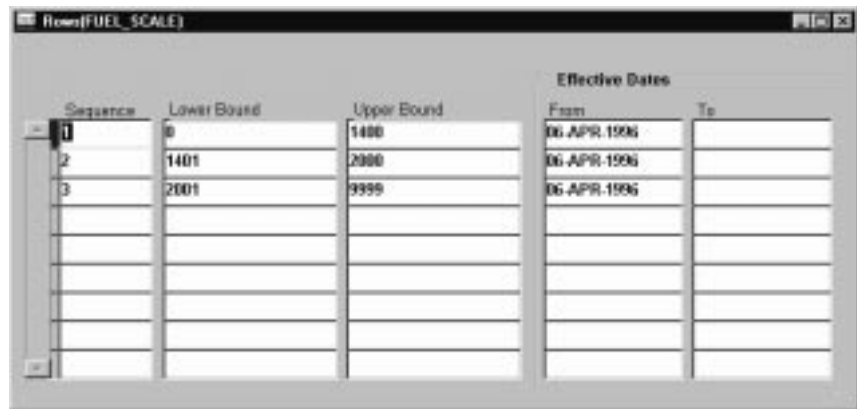 Rows(FUEL_SCALE)
Effective Dates
Sequence Lower Bound Upper Bound From To
1 0 1400 06-APR-1996
2 1401 2000 06-APR-1996
3 2001 9999 06-APR-1996